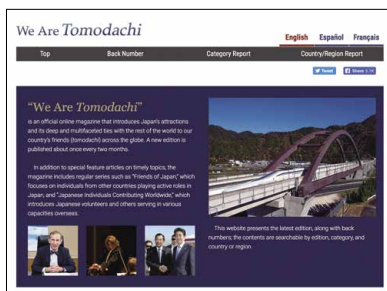 We Are Tomodachi
English Español Français
Top Back Number Category Report Country/Region Report
Tweet Share
“We Are Tomodachi”
is an official online magazine that introduces Japan's attractions
and its deep and multifaceted ties with the rest of the world to our
country's friends (tomodachi) across the globe. A new edition is
published about once every two months.
In addition to special feature articles on timely topics, the
magazine includes regular series such as “Friends of Japan,” which
focuses on individuals from other countries playing active roles in
Japan, and “Japanese Individuals Contributing Worldwide,” which
introduces Japanese volunteers and others serving in various
capacities overseas.
This website presents the latest edition, along with back
numbers; the contents are searchable by edition, category, and
country or region